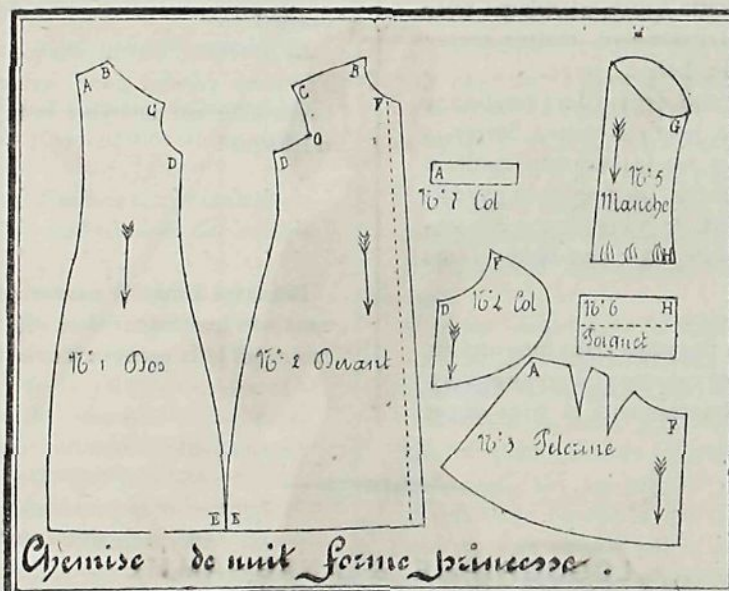 A
B
C
D
E
N° 1 Dos
C
B
F
G
D
E
N° 2 Devant
A
N° 7 Col
G
N° 5
Manche
H
F
D
N° 4 Col
N° 6 H
Poignet
A
F
N° 3 Pelerine
Chemise de nuit forme princesse.